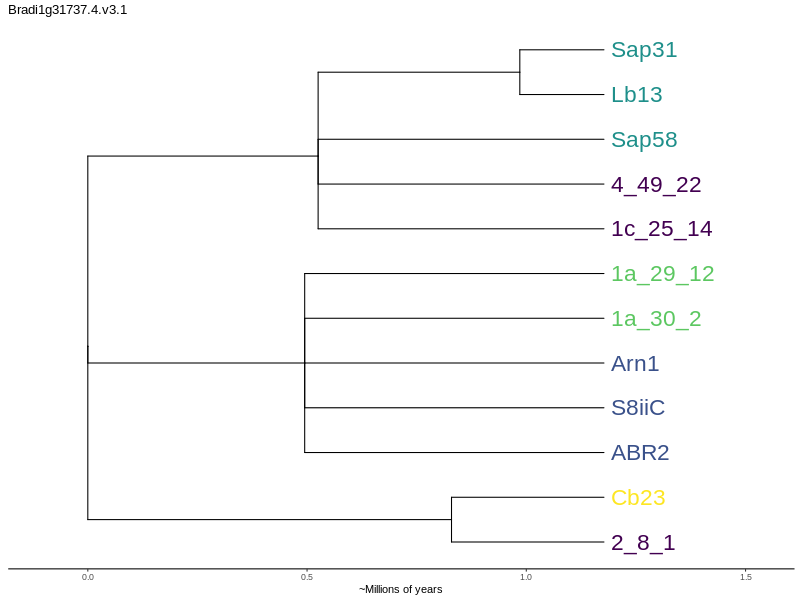 Bradi1g31737.4.v3.1
Sap31
Lb13
Sap58
4_49_22
1c_25_14
1a_29_12
1a_30_2
Arn1
S8iiC
ABR2
Cb23
2_8_1
0.0 0.5 1.0 1.5
~Millions of years